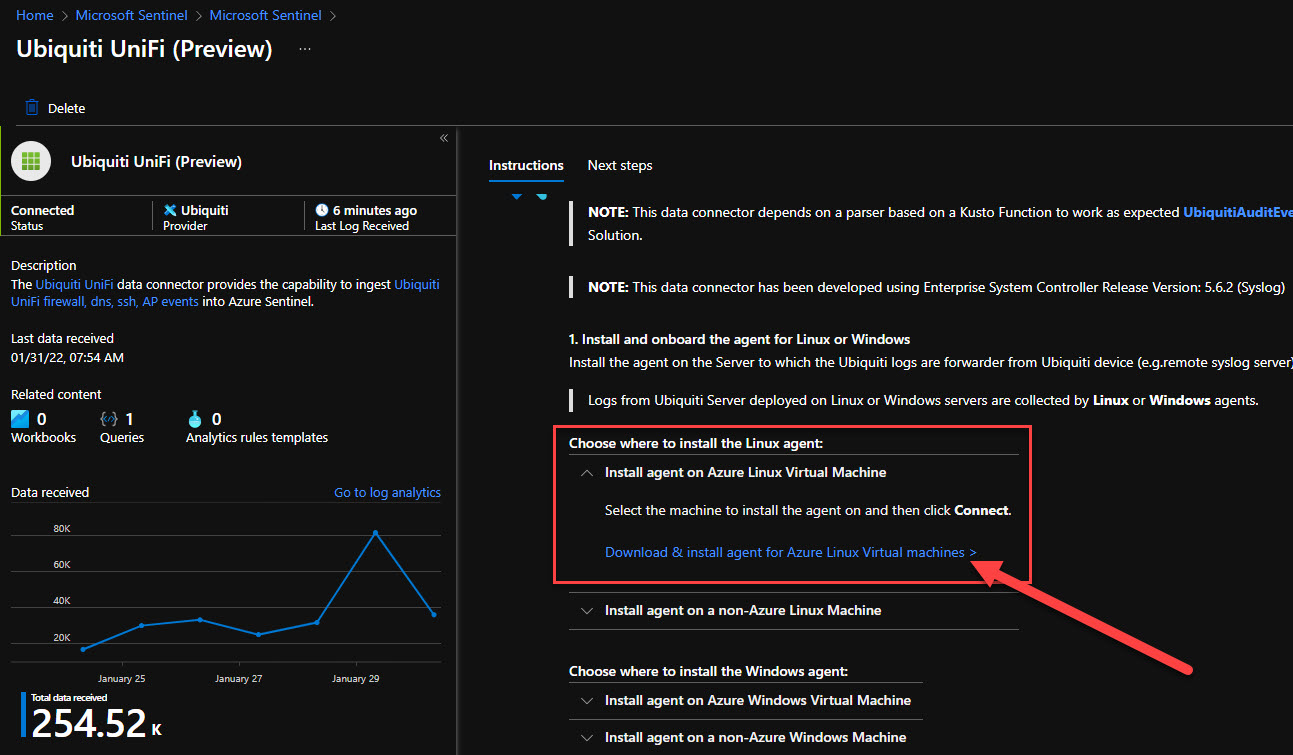 Home > Microsoft Sentinel > Microsoft Sentinel >
Ubiquiti UniFi (Preview) ...
Delete
«
Ubiquiti UniFi (Preview)
Connected
Status
Ubiquiti
Provider
6 minutes ago
Last Log Received
Description
The Ubiquiti UniFi data connector provides the capability to ingest Ubiquiti
UniFi firewall, dns, ssh, AP events into Azure Sentinel.
Last data received
01/31/22, 07:54 AM
Related content
0
Workbooks
1
Queries
0
Analytics rules templates
Data received Go to log analytics
80K
60K
40K
20K
January 25 January 27 January 29
Total data received
254.52 K
Instructions Next steps
NOTE: This data connector depends on a parser based on a Kusto Function to work as expected UbiquitiAuditEve
Solution.
NOTE: This data connector has been developed using Enterprise System Controller Release Version: 5.6.2 (Syslog)
1. Install and onboard the agent for Linux or Windows
Install the agent on the Server to which the Ubiquiti logs are forwarder from Ubiquiti device (e.g.remote syslog server)
Logs from Ubiquiti Server deployed on Linux or Windows servers are collected by Linux or Windows agents.
Choose where to install the Linux agent:
Install agent on Azure Linux Virtual Machine
Select the machine to install the agent on and then click Connect.
Download & install agent for Azure Linux Virtual machines >
Install agent on a non-Azure Linux Machine
Choose where to install the Windows agent:
Install agent on Azure Windows Virtual Machine
Install agent on a non-Azure Windows Machine